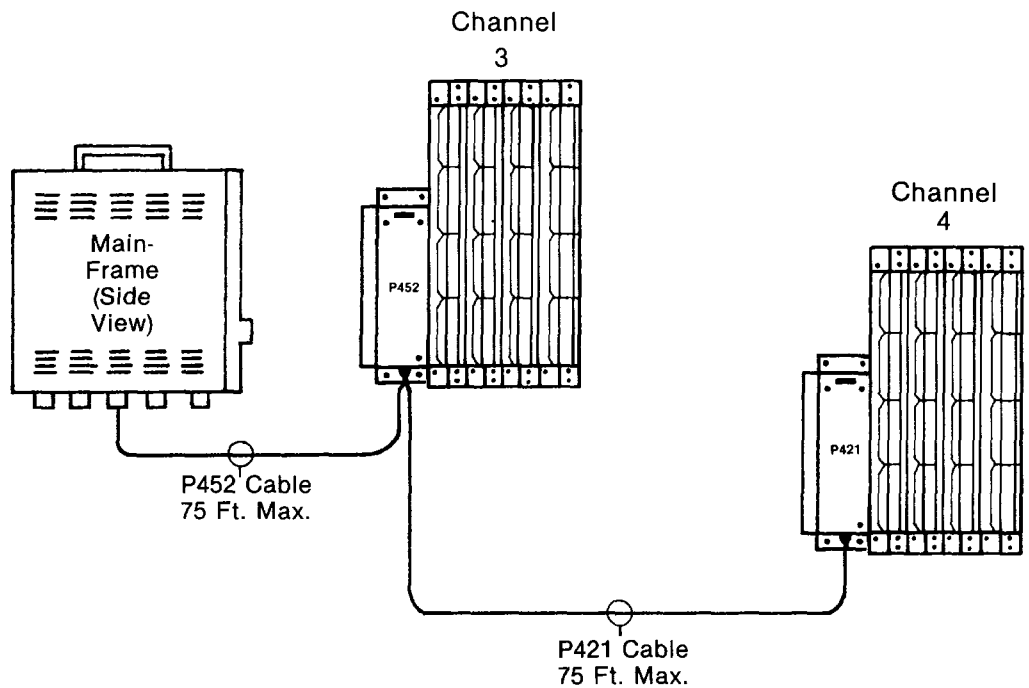 Channel
3
Channel
4
Main-
Frame
(Side
View)
P452
P421
P452 Cable
75 Ft. Max.
P421 Cable
75 Ft. Max.